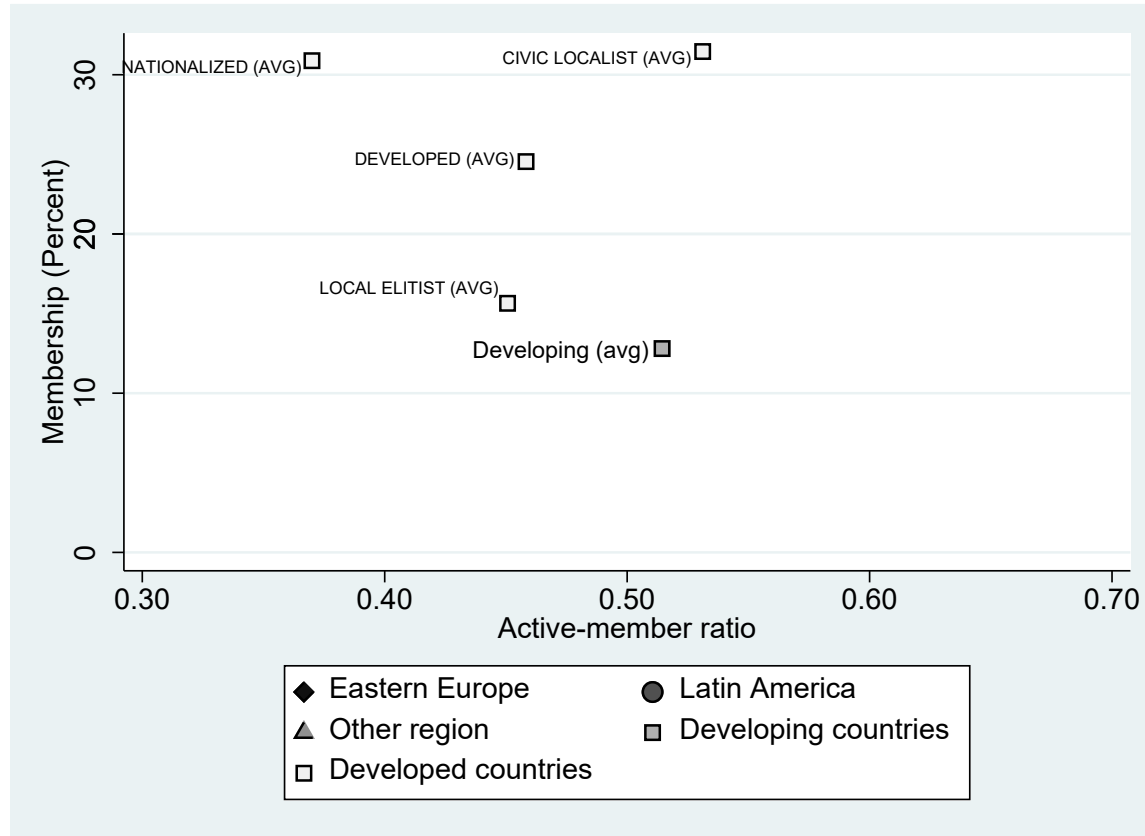 NATIONALIZED (AVG)
CIVIC LOCALIST (AVG)
DEVELOPED (AVG)
LOCAL ELITIST (AVG)
Developing (avg)
Membership (Percent)
30
20
10
0
0.30 0.40 0.50 0.60 0.70
Active-member ratio
Eastern Europe Latin America
Other region Developing countries
Developed countries